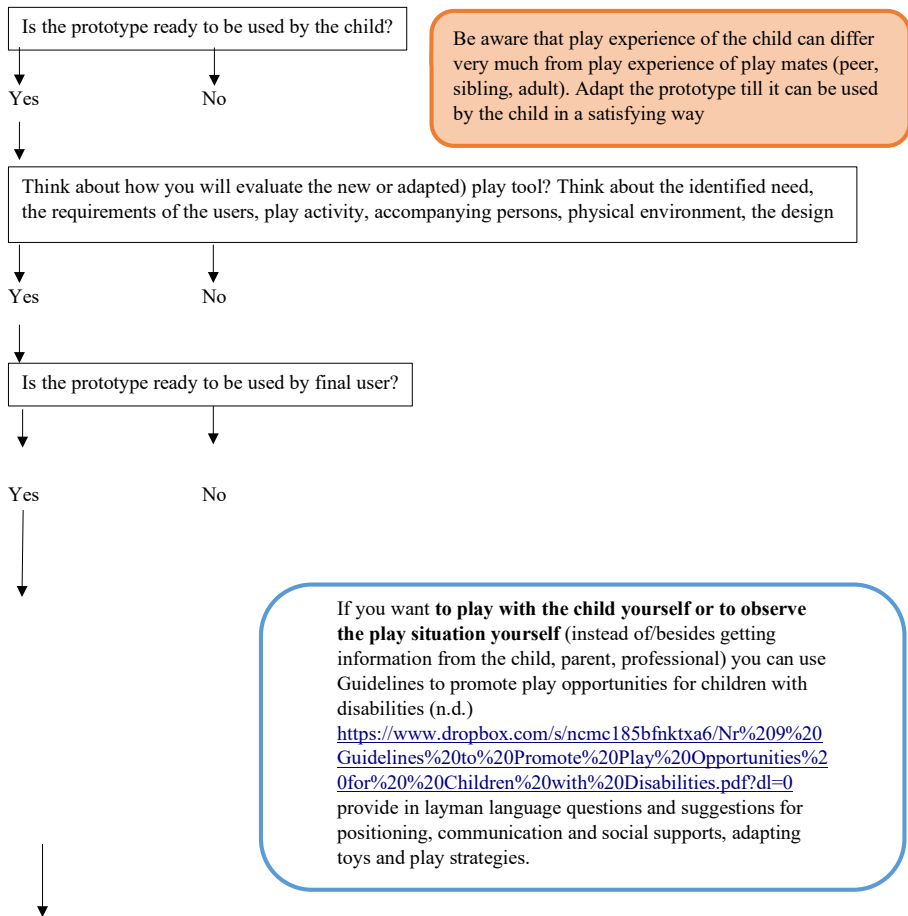 Is the prototype ready to be used by the child?
Be aware that play experience of the child can differ
very much from play experience of play mates (peer,
sibling, adult). Adapt the prototype till it can be used
by the child in a satisfying way
Yes No
Think about how you will evaluate the new or adapted) play tool? Think about the identified need,
the requirements of the users, play activity, accompanying persons, physical environment, the design
Yes No
Is the prototype ready to be used by final user?
Yes No
If you want to play with the child yourself or to observe
the play situation yourself (instead of/besides getting
information from the child, parent, professional) you can use
Guidelines to promote play opportunities for children with
disabilities (n.d.)
https://www.dropbox.com/s/ncmc185bfnktxa6/Nr%209%20
Guidelines%20to%20Promote%20Play%20Opportunities%2
0for%20%20Children%20with%20Disabilities.pdf?dl=0
provide in layman language questions and suggestions for
positioning, communication and social supports, adapting
toys and play strategies.